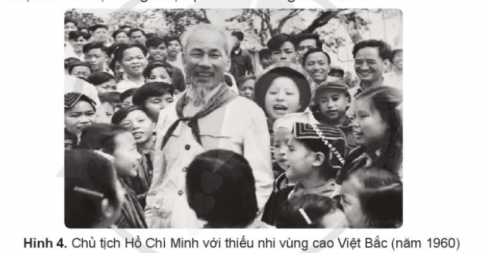 Hình 4. Chủ tịch Hồ Chí Minh với thiếu nhi vùng cao Việt Bắc (năm 1960)